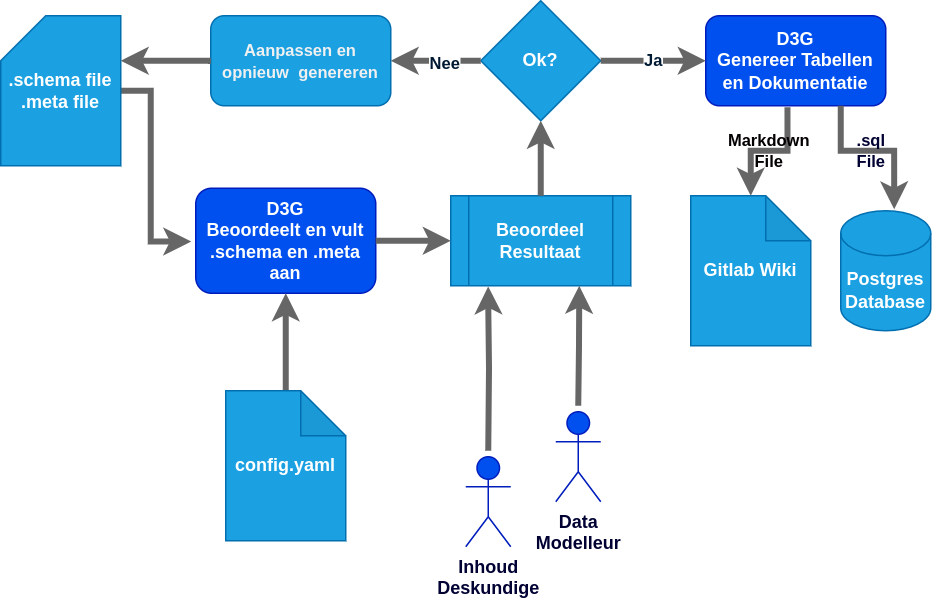 .schema file
.meta file
Aanpassen en
opnieuw genereren
Nee
Ok?
Ja
D3G
Genereer Tabellen
en Dokumentatie
Markdown
File
.sql
File
D3G
Beoordeelt en vult
.schema en .meta
aan
Beoordeel
Resultaat
Gitlab Wiki
Postgres
Database
config.yaml
Data
Modelleur
Inhoud
Deskundige